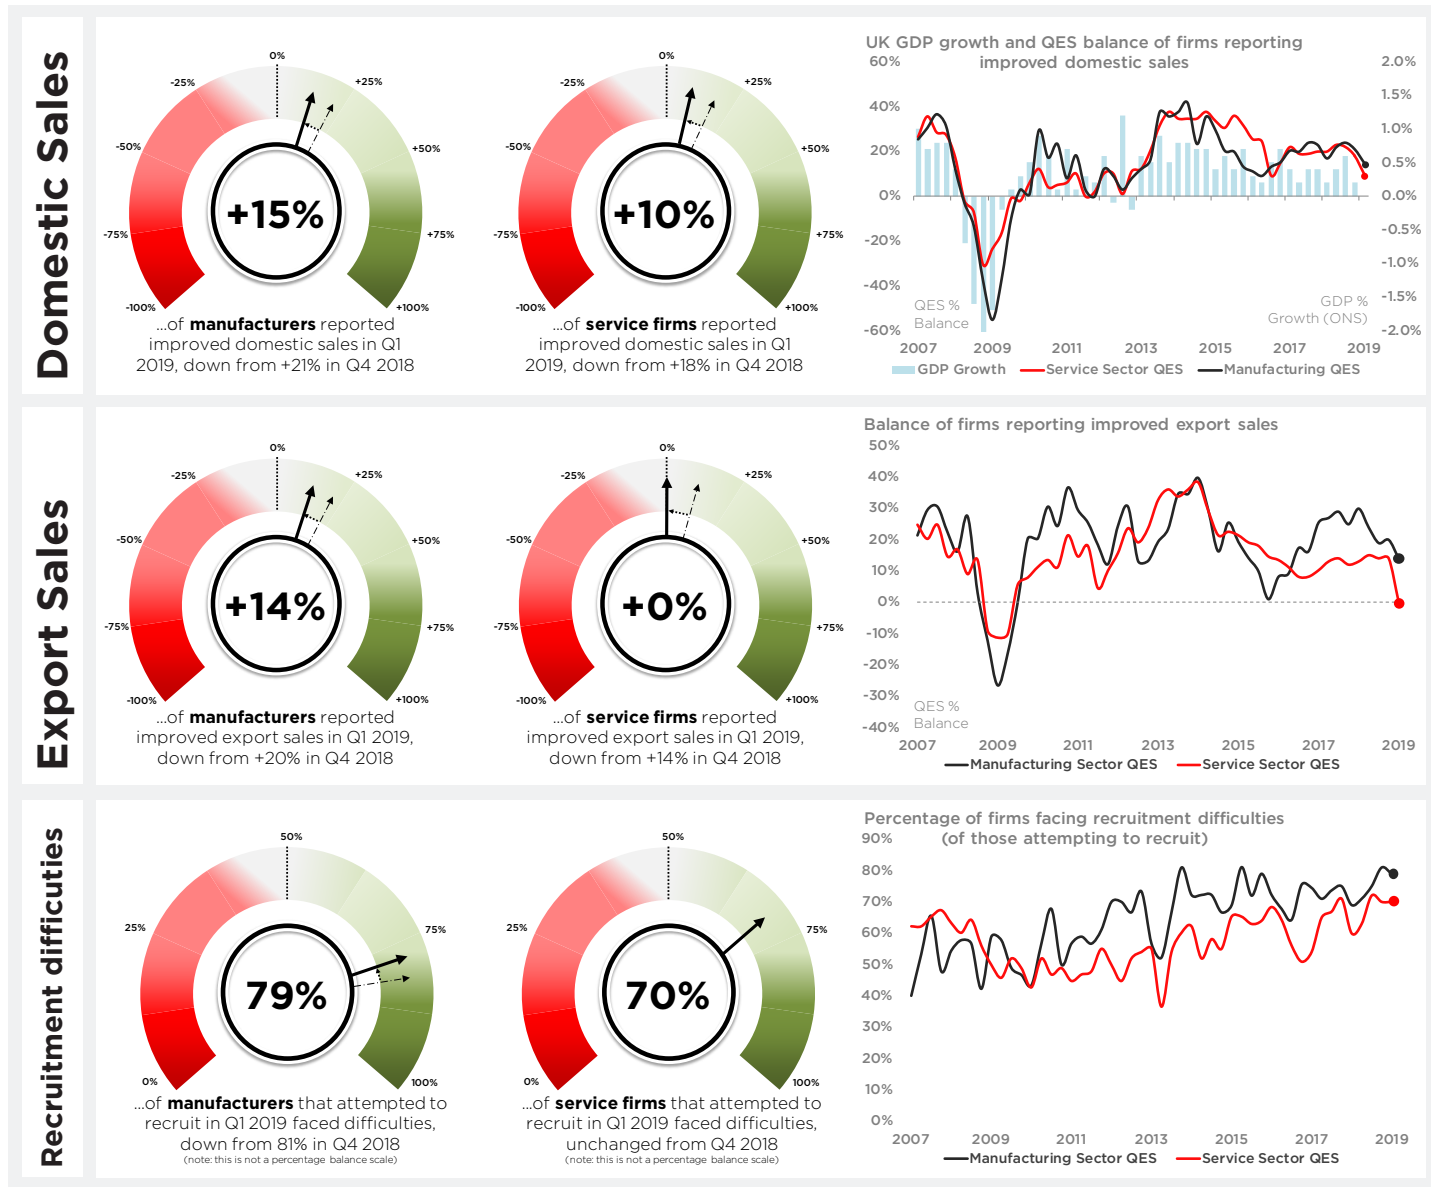 Domestic Sales
0%
-25%
+25%
-50%
+50%
-75%
+75%
-100%
+100%
+15%
...of manufacturers reported
improved domestic sales in Q1
2019, down from +21% in Q4 2018
0%
-25%
+25%
-50%
+50%
-75%
+75%
-100%
+100%
+10%
...of service firms reported
improved domestic sales in Q1
2019, down from +18% in Q4 2018
UK GDP growth and QES balance of firms reporting
improved domestic sales
60%
40%
20%
0%
-20%
-40%
-60%
2.0%
1.5%
1.0%
0.5%
0.0%
-0.5%
-1.0%
-1.5%
-2.0%
QES %
Balance
GDP %
Growth (ONS)
2007 2009 2011 2013 2015 2017 2019
GDP Growth Service Sector QES Manufacturing QES
Export Sales
0%
-25%
+25%
-50%
+50%
-75%
+75%
-100%
+100%
+14%
...of manufacturers reported
improved export sales in Q1 2019,
down from +20% in Q4 2018
0%
-25%
+25%
-50%
+50%
-75%
+75%
-100%
+100%
+0%
...of service firms reported
improved export sales in Q1 2019,
down from +14% in Q4 2018
Balance of firms reporting improved export sales
50%
40%
30%
20%
10%
0%
-10%
-20%
-30%
-40%
QES %
Balance
2007 2009 2011 2013 2015 2017 2019
Manufacturing Sector QES Service Sector QES
Recruitment difficuties
50%
25%
75%
0%
100%
79%
...of manufacturers that attempted to
recruit in Q1 2019 faced difficulties,
down from 81% in Q4 2018
(note: this is not a percentage balance scale)
50%
25%
75%
0%
100%
70%
...of service firms that attempted to
recruit in Q1 2019 faced difficulties,
unchanged from Q4 2018
(note: this is not a percentage balance scale)
Percentage of firms facing recruitment difficulties
(of those attempting to recruit)
90%
80%
70%
60%
50%
40%
30%
20%
10%
0%
2007 2009 2011 2013 2015 2017 2019
Manufacturing Sector QES Service Sector QES